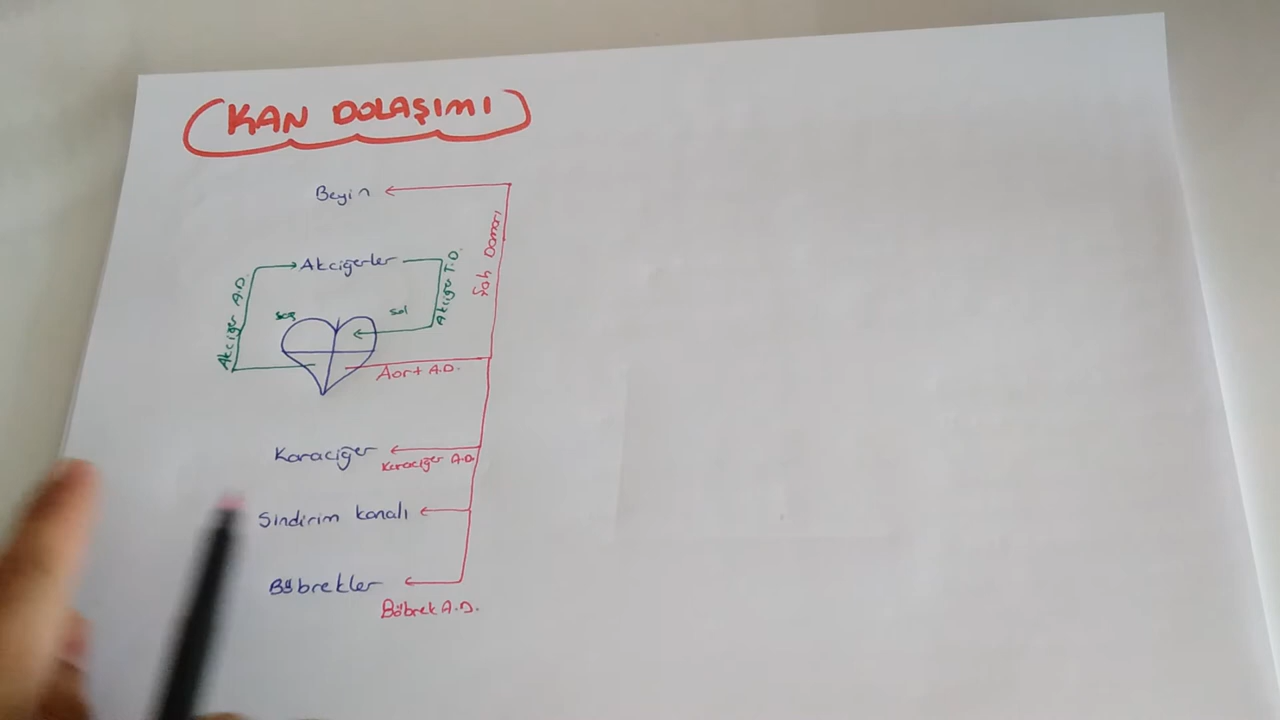 KAN DOLAŞIMI
Beyin
Şah Damarı
Akciğerler
Akciğer A.D.
Akciğer T.D.
sağ
sol
Aort A.D.
Karaciğer
Karaciğer A.D.
Sindirim kanalı
Böbrekler
Böbrek A.D.